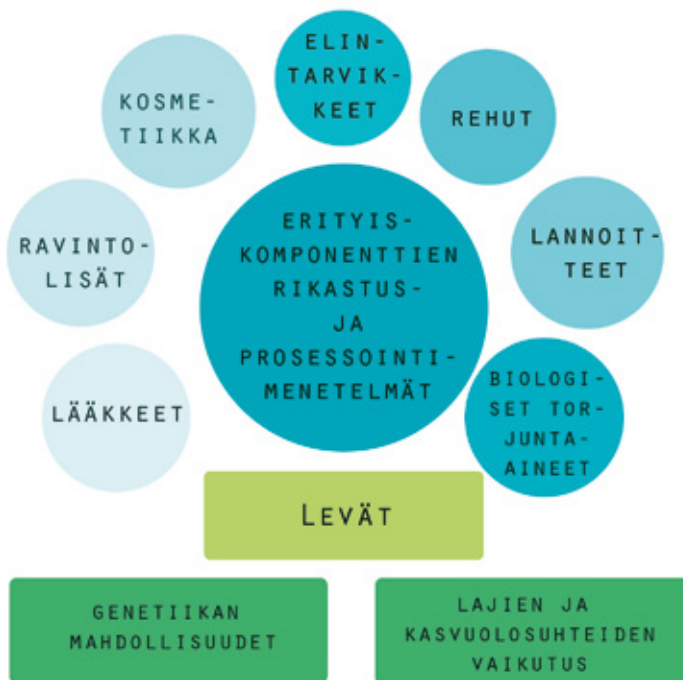 ELIN-
TARVIK-
KEET
KOSME-
TIIKKA
REHUT
RAVINTO-
LISÄT
ERITYIS-
KOMPONENTTIEN
RIKASTUS-
JA
PROSESSOINTI-
MENETELMÄT
LANNOIT-
TEET
LÄÄKKEET
BIOLOGI-
SET TOR-
JUNTA-
AINEET
LEVÄT
GENETIIKAN
MAHDOLLISUUDET
LAJIEN JA
KASVUOLOSUHTEIDEN
VAIKUTUS